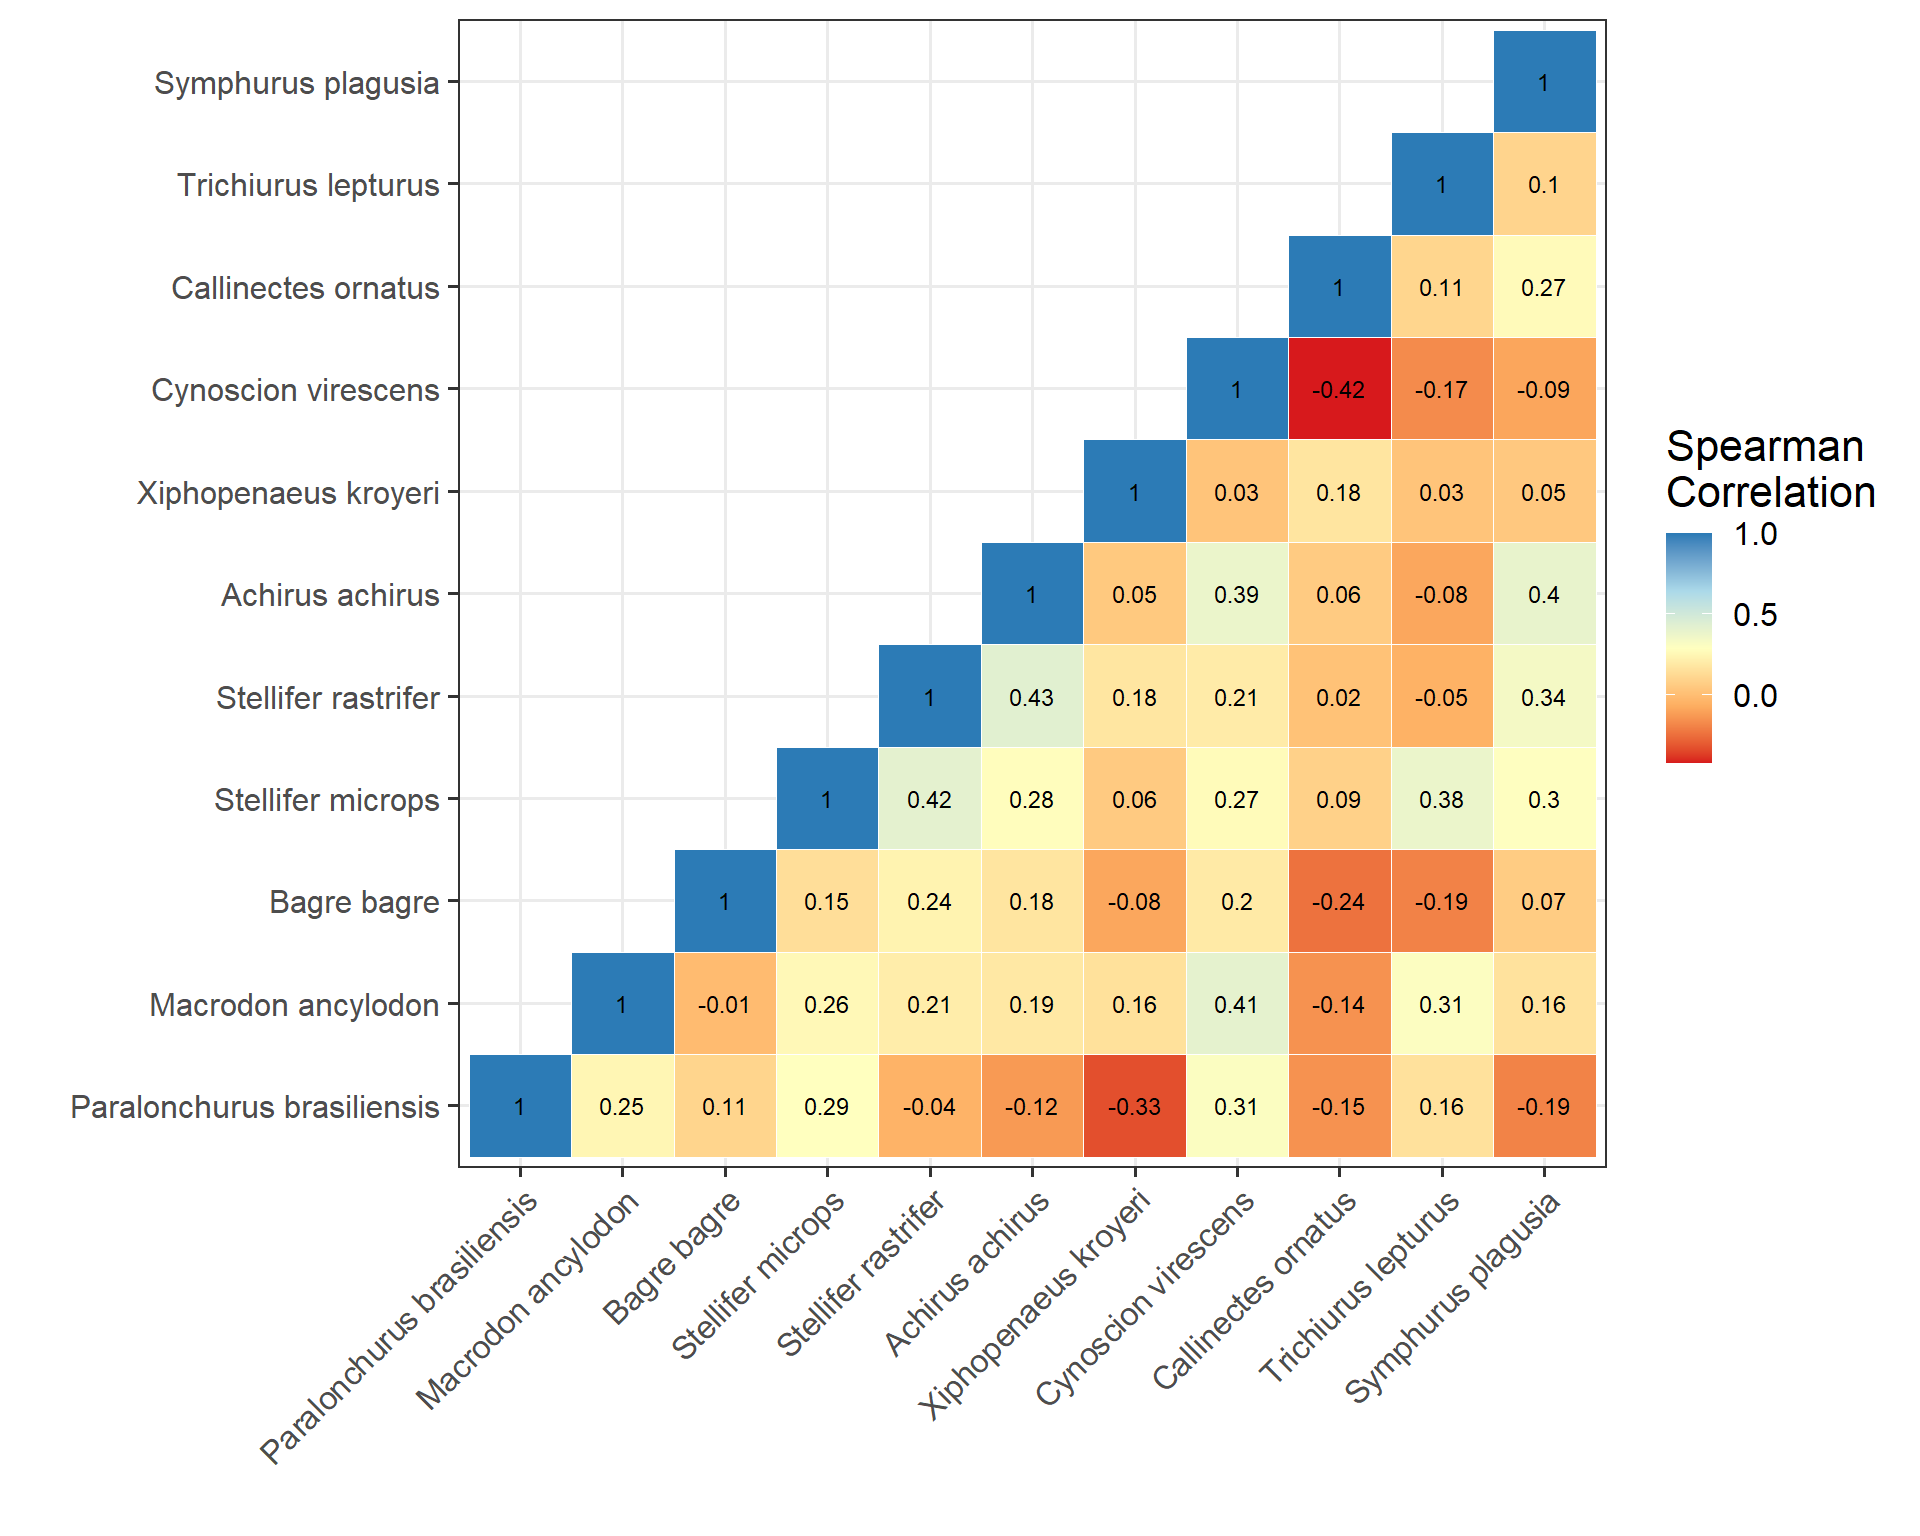 Symphurus plagusia
1
Trichiurus lepturus
1 0.1
Callinectes ornatus
1 0.11 0.27
Cynoscion virescens
1 -0.42 -0.17 -0.09
Xiphopenaeus kroyeri
1 0.03 0.18 0.03 0.05
Achirus achirus
1 0.05 0.39 0.06 -0.08 0.4
Stellifer rastrifer
1 0.43 0.18 0.21 0.02 -0.05 0.34
Stellifer microps
1 0.42 0.28 0.06 0.27 0.09 0.38 0.3
Bagre bagre
1 0.15 0.24 0.18 -0.08 0.2 -0.24 -0.19 0.07
Macrodon ancylodon
1 -0.01 0.26 0.21 0.19 0.16 0.41 -0.14 0.31 0.16
Paralonchurus brasiliensis
1 0.25 0.11 0.29 -0.04 -0.12 -0.33 0.31 -0.15 0.16 -0.19
Paralonchurus brasiliensis
Macrodon ancylodon
Bagre bagre
Stellifer microps
Stellifer rastrifer
Achirus achirus
Xiphopenaeus kroyeri
Cynoscion virescens
Callinectes ornatus
Trichiurus lepturus
Symphurus plagusia
Spearman
Correlation
1.0
0.5
0.0